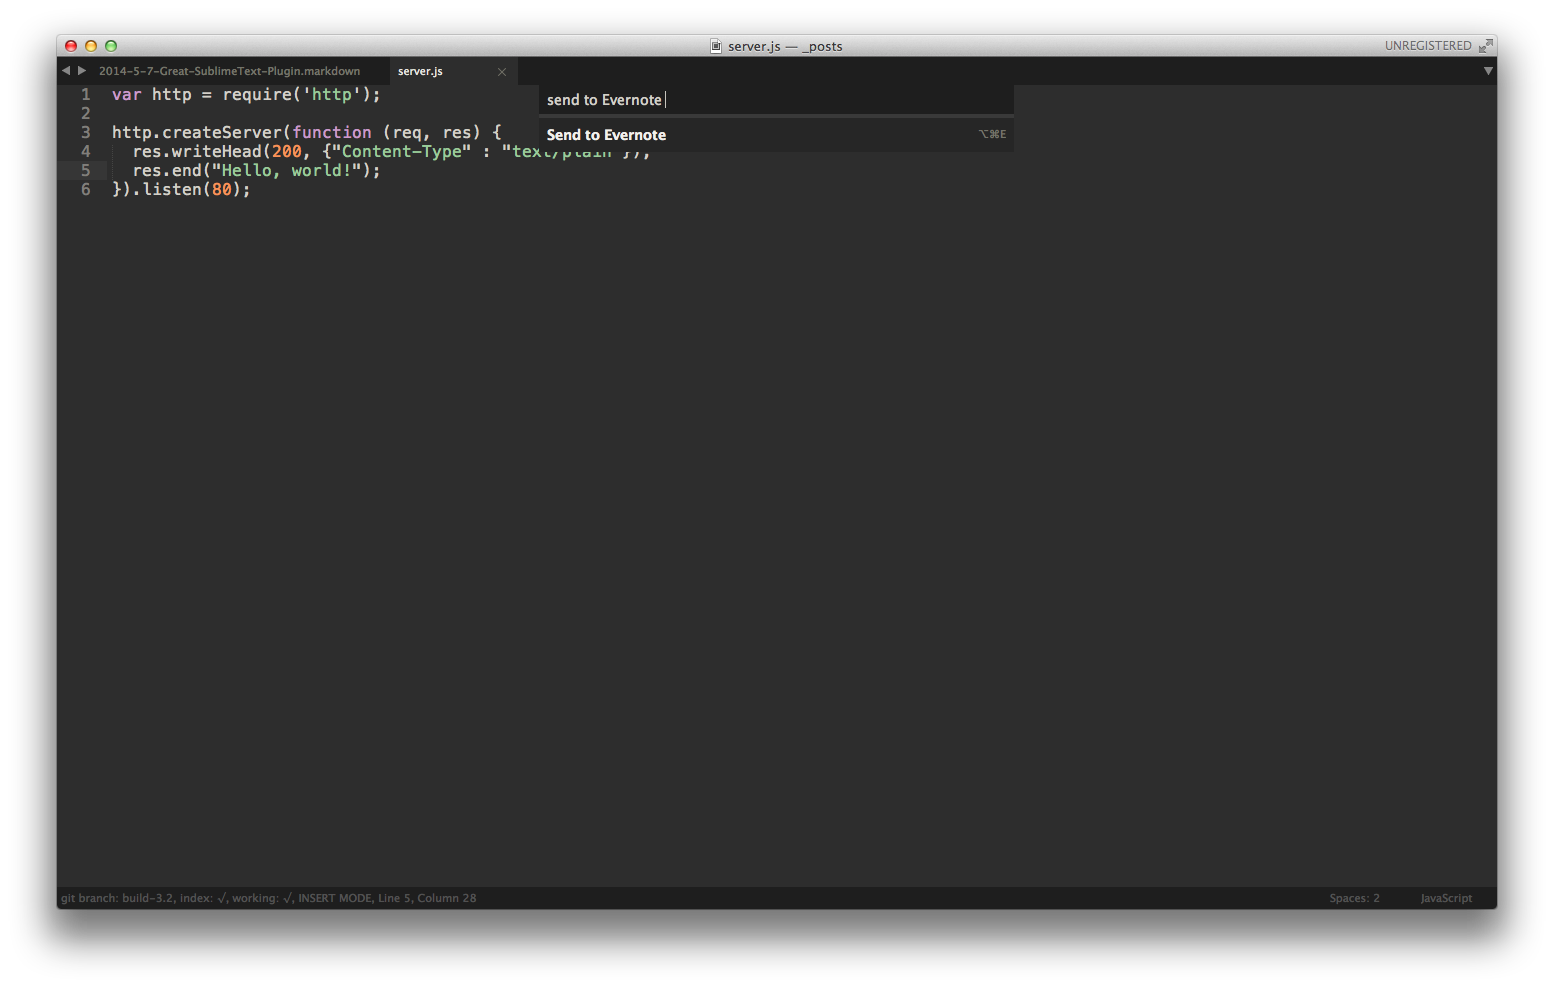 server.js — _posts
UNREGISTERED
2014-5-7-Great-SublimeText-Plugin.markdown
server.js
send to Evernote
Send to Evernote ⌥⌘E
1 var http = require('http');
2
3 http.createServer(function (req, res) {
4 res.writeHead(200, {"Content-Type" : "text/plain"});
5 res.end("Hello, world!");
6 }).listen(80);
git branch: build-3.2, index: √, working: √, INSERT MODE, Line 5, Column 28
Spaces: 2
JavaScript